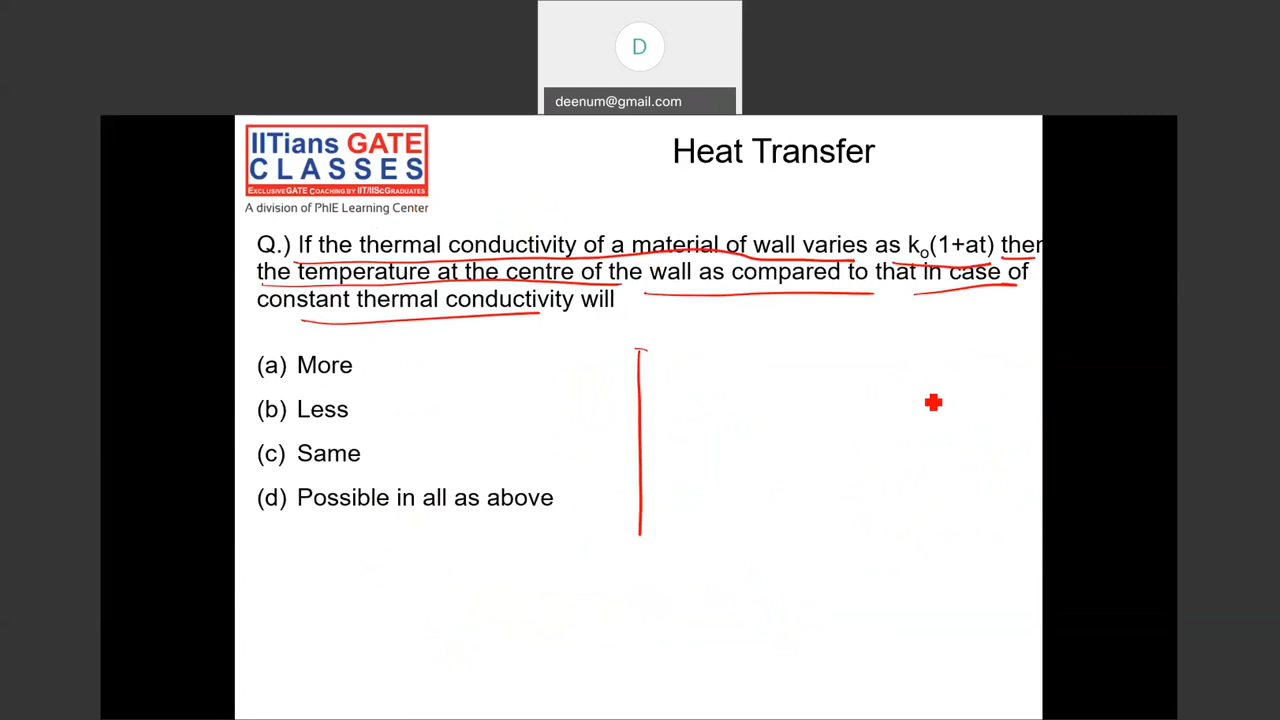 D
deenum@gmail.com
IITians GATE
CLASSES
EXCLUSIVE GATE COACHING BY IIT/IISc GRADUATES
A division of PhIE Learning Center
Heat Transfer
Q.) If the thermal conductivity of a material of wall varies as ko(1+at) then
the temperature at the centre of the wall as compared to that in case of
constant thermal conductivity will
(a) More
(b) Less
(c) Same
(d) Possible in all as above